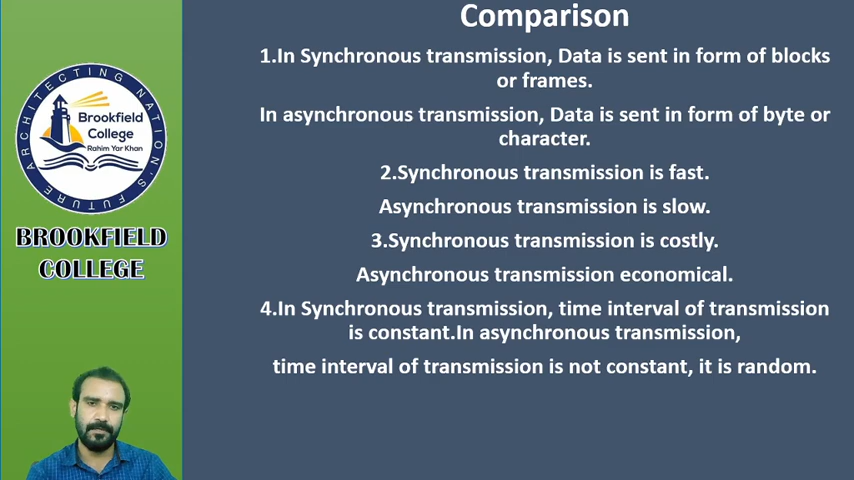 Comparison
1.In Synchronous transmission, Data is sent in form of blocks
or frames.
In asynchronous transmission, Data is sent in form of byte or
character.
2.Synchronous transmission is fast.
Asynchronous transmission is slow.
3.Synchronous transmission is costly.
Asynchronous transmission economical.
4.In Synchronous transmission, time interval of transmission
is constant.In asynchronous transmission,
time interval of transmission is not constant, it is random.
ARCHITECTING NATION'S FUTURE
Brookfield
College
Rahim Yar Khan
BROOKFIELD
COLLEGE